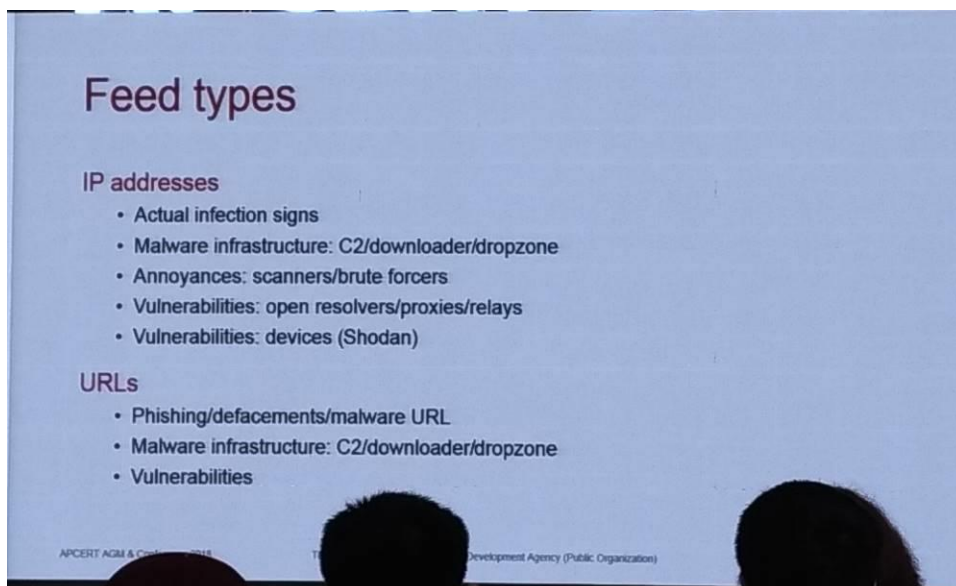 Feed types
IP addresses
• Actual infection signs
• Malware infrastructure: C2/downloader/dropzone
• Annoyances: scanners/brute forcers
• Vulnerabilities: open resolvers/proxies/relays
• Vulnerabilities: devices (Shodan)
URLs
• Phishing/defacements/malware URL
• Malware infrastructure: C2/downloader/dropzone
• Vulnerabilities
APCERT AGM & 2018
Development Agency (Public Organization)